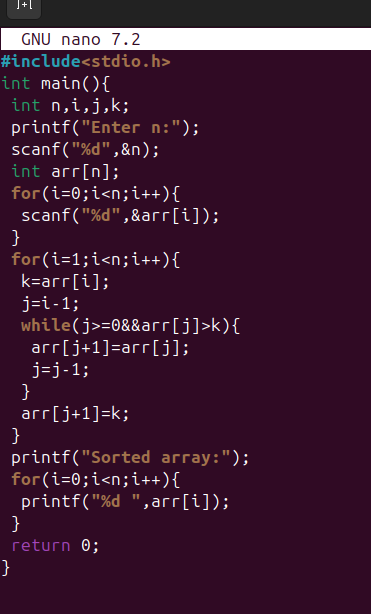 GNU nano 7.2
#include<stdio.h>
int main(){
 int n,i,j,k;
 printf("Enter n:");
 scanf("%d",&n);
 int arr[n];
 for(i=0;i<n;i++){
  scanf("%d",&arr[i]);
 }
 for(i=1;i<n;i++){
  k=arr[i];
  j=i-1;
  while(j>=0&&arr[j]>k){
   arr[j+1]=arr[j];
   j=j-1;
  }
  arr[j+1]=k;
 }
 printf("Sorted array:");
 for(i=0;i<n;i++){
  printf("%d ",arr[i]);
 }
 return 0;
}